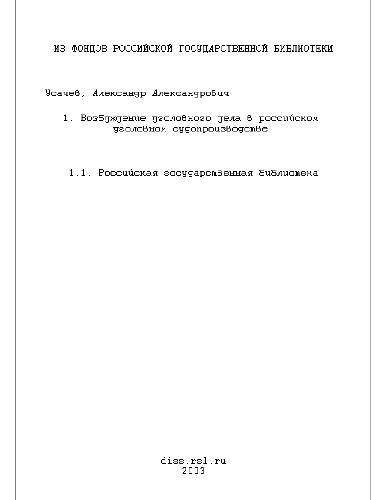 ИЗ ФОНДОВ РОССИЙСКОЙ ГОСУДАРСТВЕННОЙ БИБЛИОТЕКИ
Усачев, Александр Александрович
1. Возбуждение уголовного дела в российском
уголовном судопроизводстве
1.1. Российская государственная библиотека
diss.rsl.ru
2003